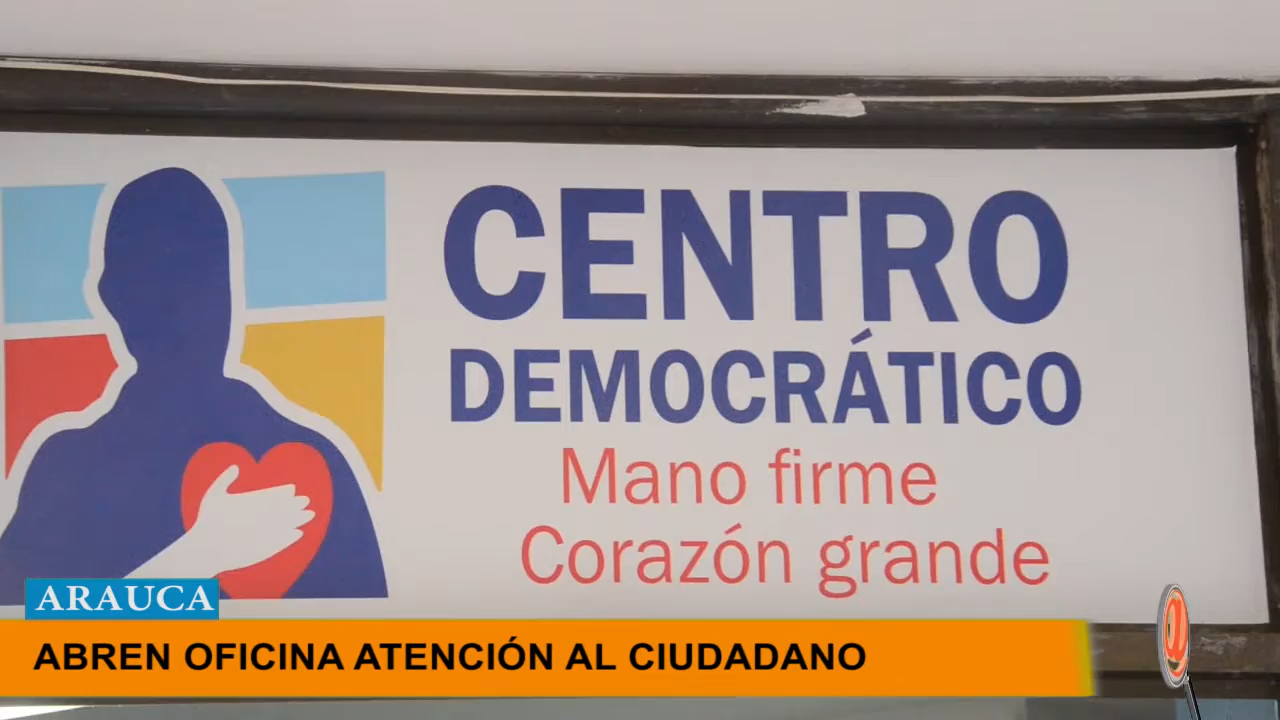 CENTRO
DEMOCRÁTICO
Mano firme
Corazón grande
ARAUCA
ABREN OFICINA ATENCIÓN AL CIUDADANO